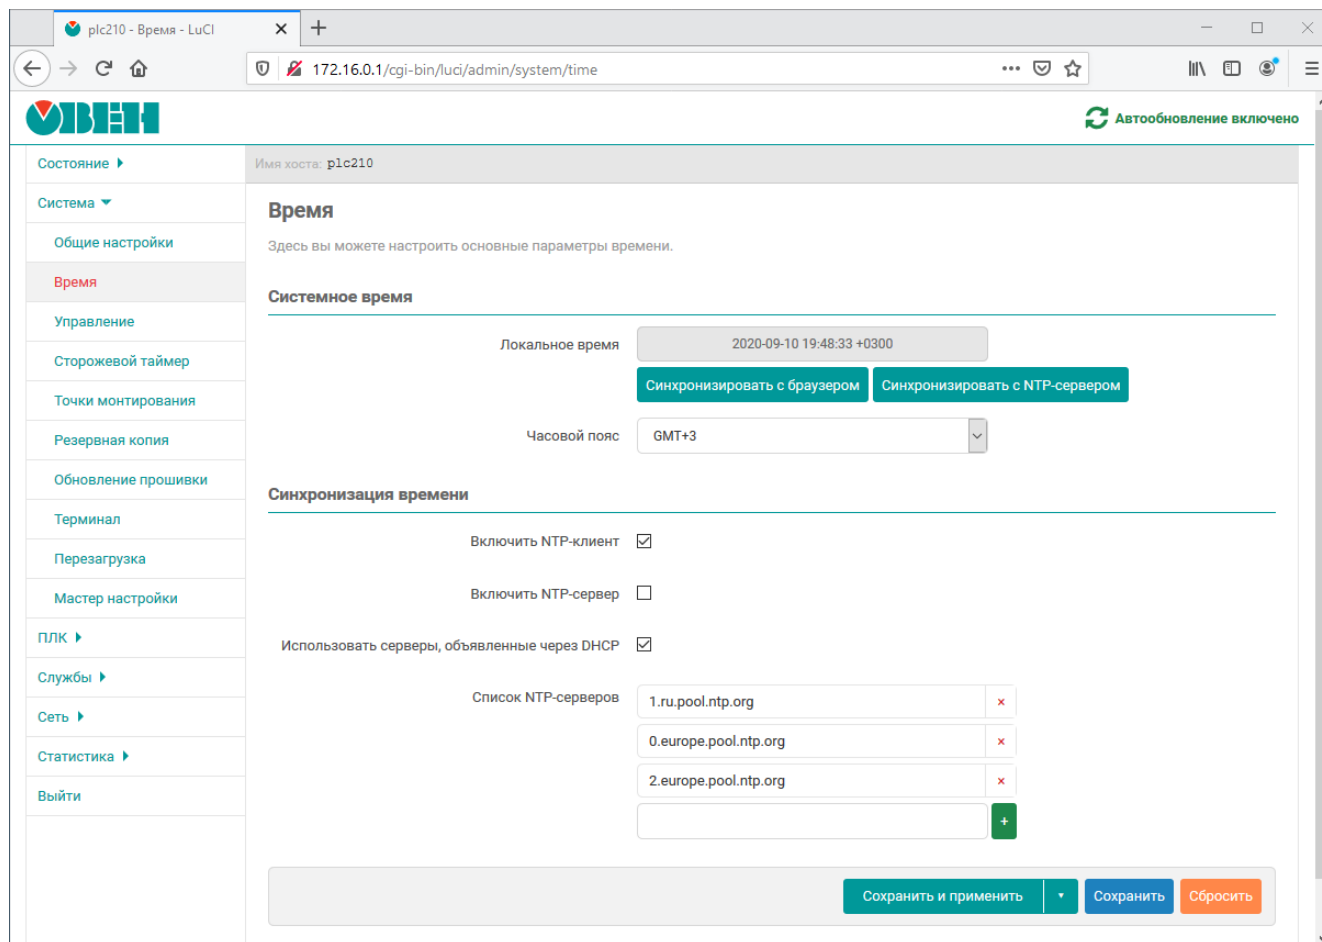 plc210 - Время - LuCI
172.16.0.1/cgi-bin/luci/admin/system/time
ОВЕН
Автообновление включено
Состояние
Имя хоста: plc210
Система
Время
Общие настройки
Здесь вы можете настроить основные параметры времени.
Время
Системное время
Управление
Локальное время 2020-09-10 19:48:33 +0300
Сторожевой таймер
Синхронизировать с браузером Синхронизировать с NTP-сервером
Точки монтирования
Часовой пояс GMT+3
Резервная копия
Обновление прошивки
Синхронизация времени
Терминал
Включить NTP-клиент
Перезагрузка
Включить NTP-сервер
Мастер настройки
ПЛК
Использовать серверы, объявленные через DHCP
Службы
Список NTP-серверов 1.ru.pool.ntp.org
Сеть
0.europe.pool.ntp.org
Статистика
2.europe.pool.ntp.org
Выйти
Сохранить и применить Сохранить Сбросить